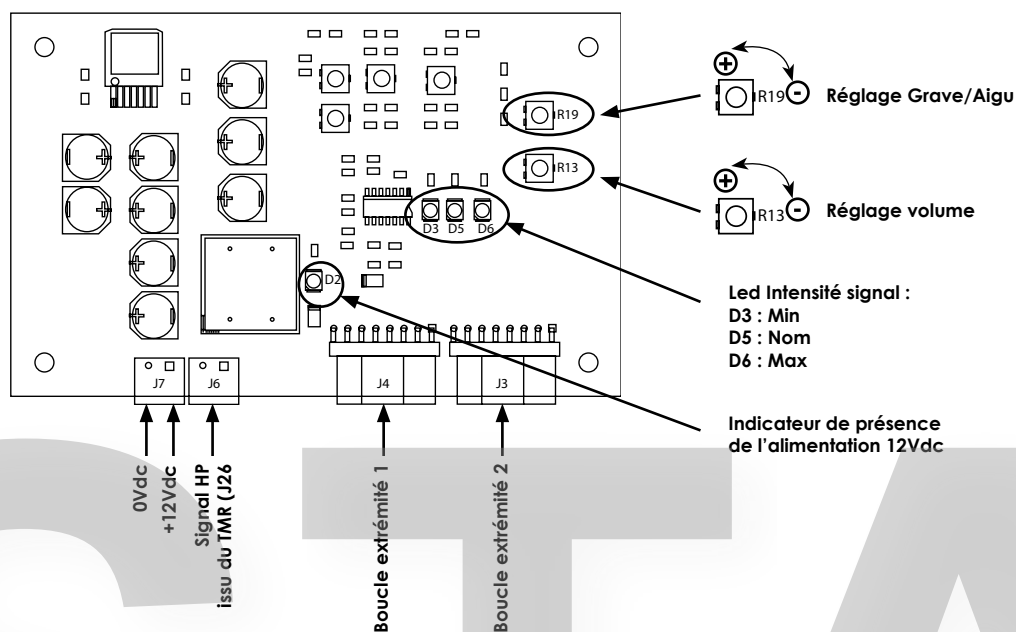 R19
R13
D3 D5 D6
D2
J7
J6
J4
J3
+
R19
-
Réglage Grave/Aigu
+
R13
-
Réglage volume
Led Intensité signal :
D3 : Min
D5 : Nom
D6 : Max
Indicateur de présence
de l'alimentation 12Vdc
0Vdc
+12Vdc
Signal HP
issu du TMR (J26
Boucle extrémité 1
Boucle extrémité 2